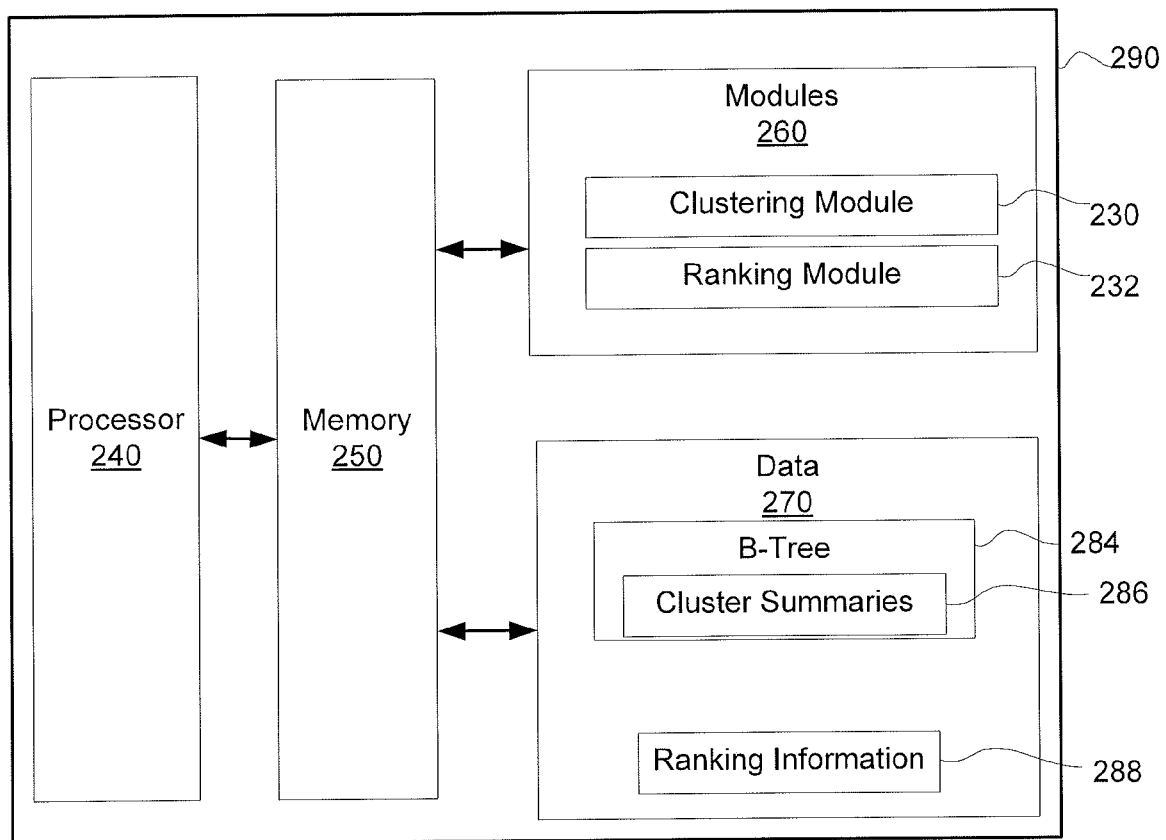 290
Modules
260
Clustering Module
230
Ranking Module
232
Processor
240
Memory
250
Data
270
B-Tree
284
Cluster Summaries
286
Ranking Information
288